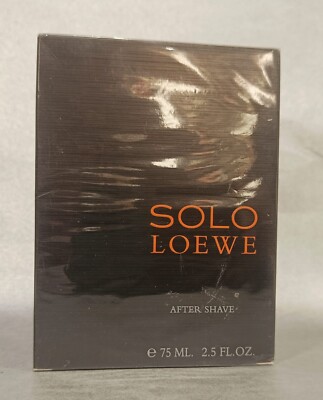 SOLO
LOEWE
AFTER SHAVE
℮ 75 ML. 2.5 FL.OZ.